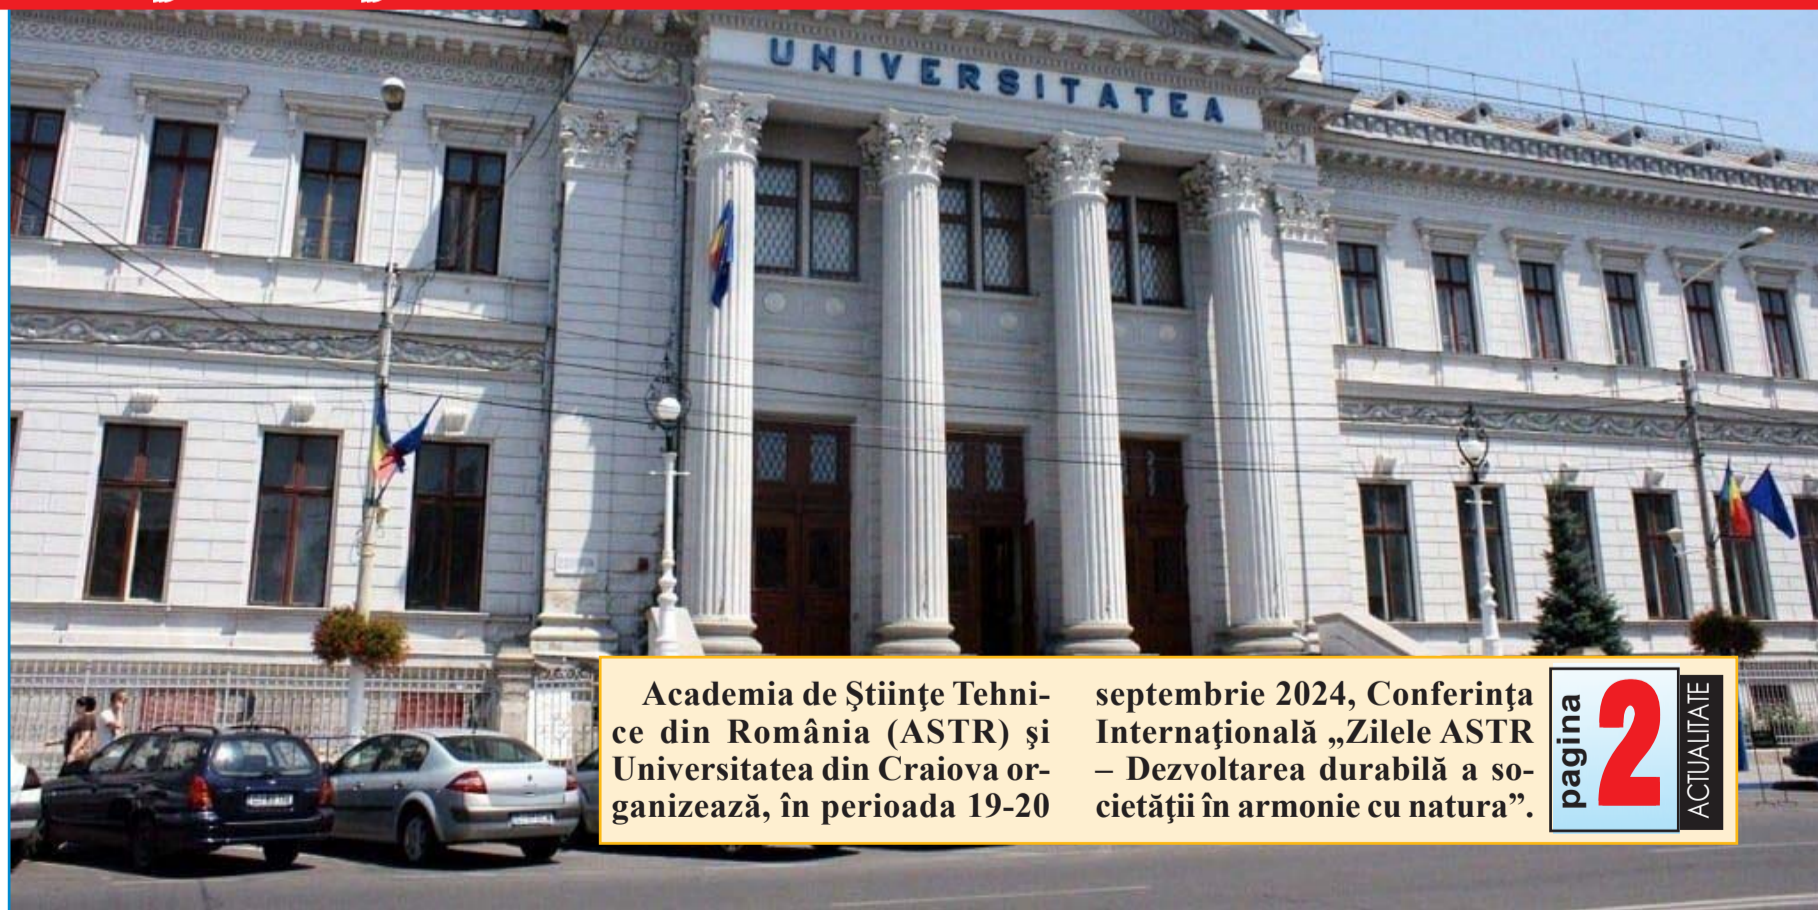 UNIVERSITATEA
Academia de Ştiinţe Tehni-
ce din România (ASTR) şi
Universitatea din Craiova or-
ganizează, în perioada 19-20
septembrie 2024, Conferinţa
Internaţională „Zilele ASTR
– Dezvoltarea durabilă a so-
cietăţii în armonie cu natura”.
pagina
2
ACTUALITATE